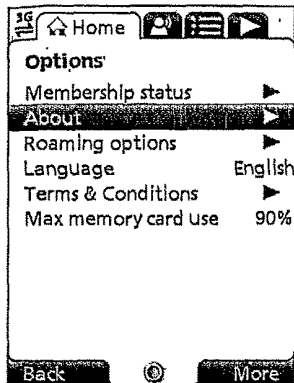 3G
Home
Options
Membership status
About
Roaming options
Language English
Terms & Conditions
Max memory card use 90%
Back More